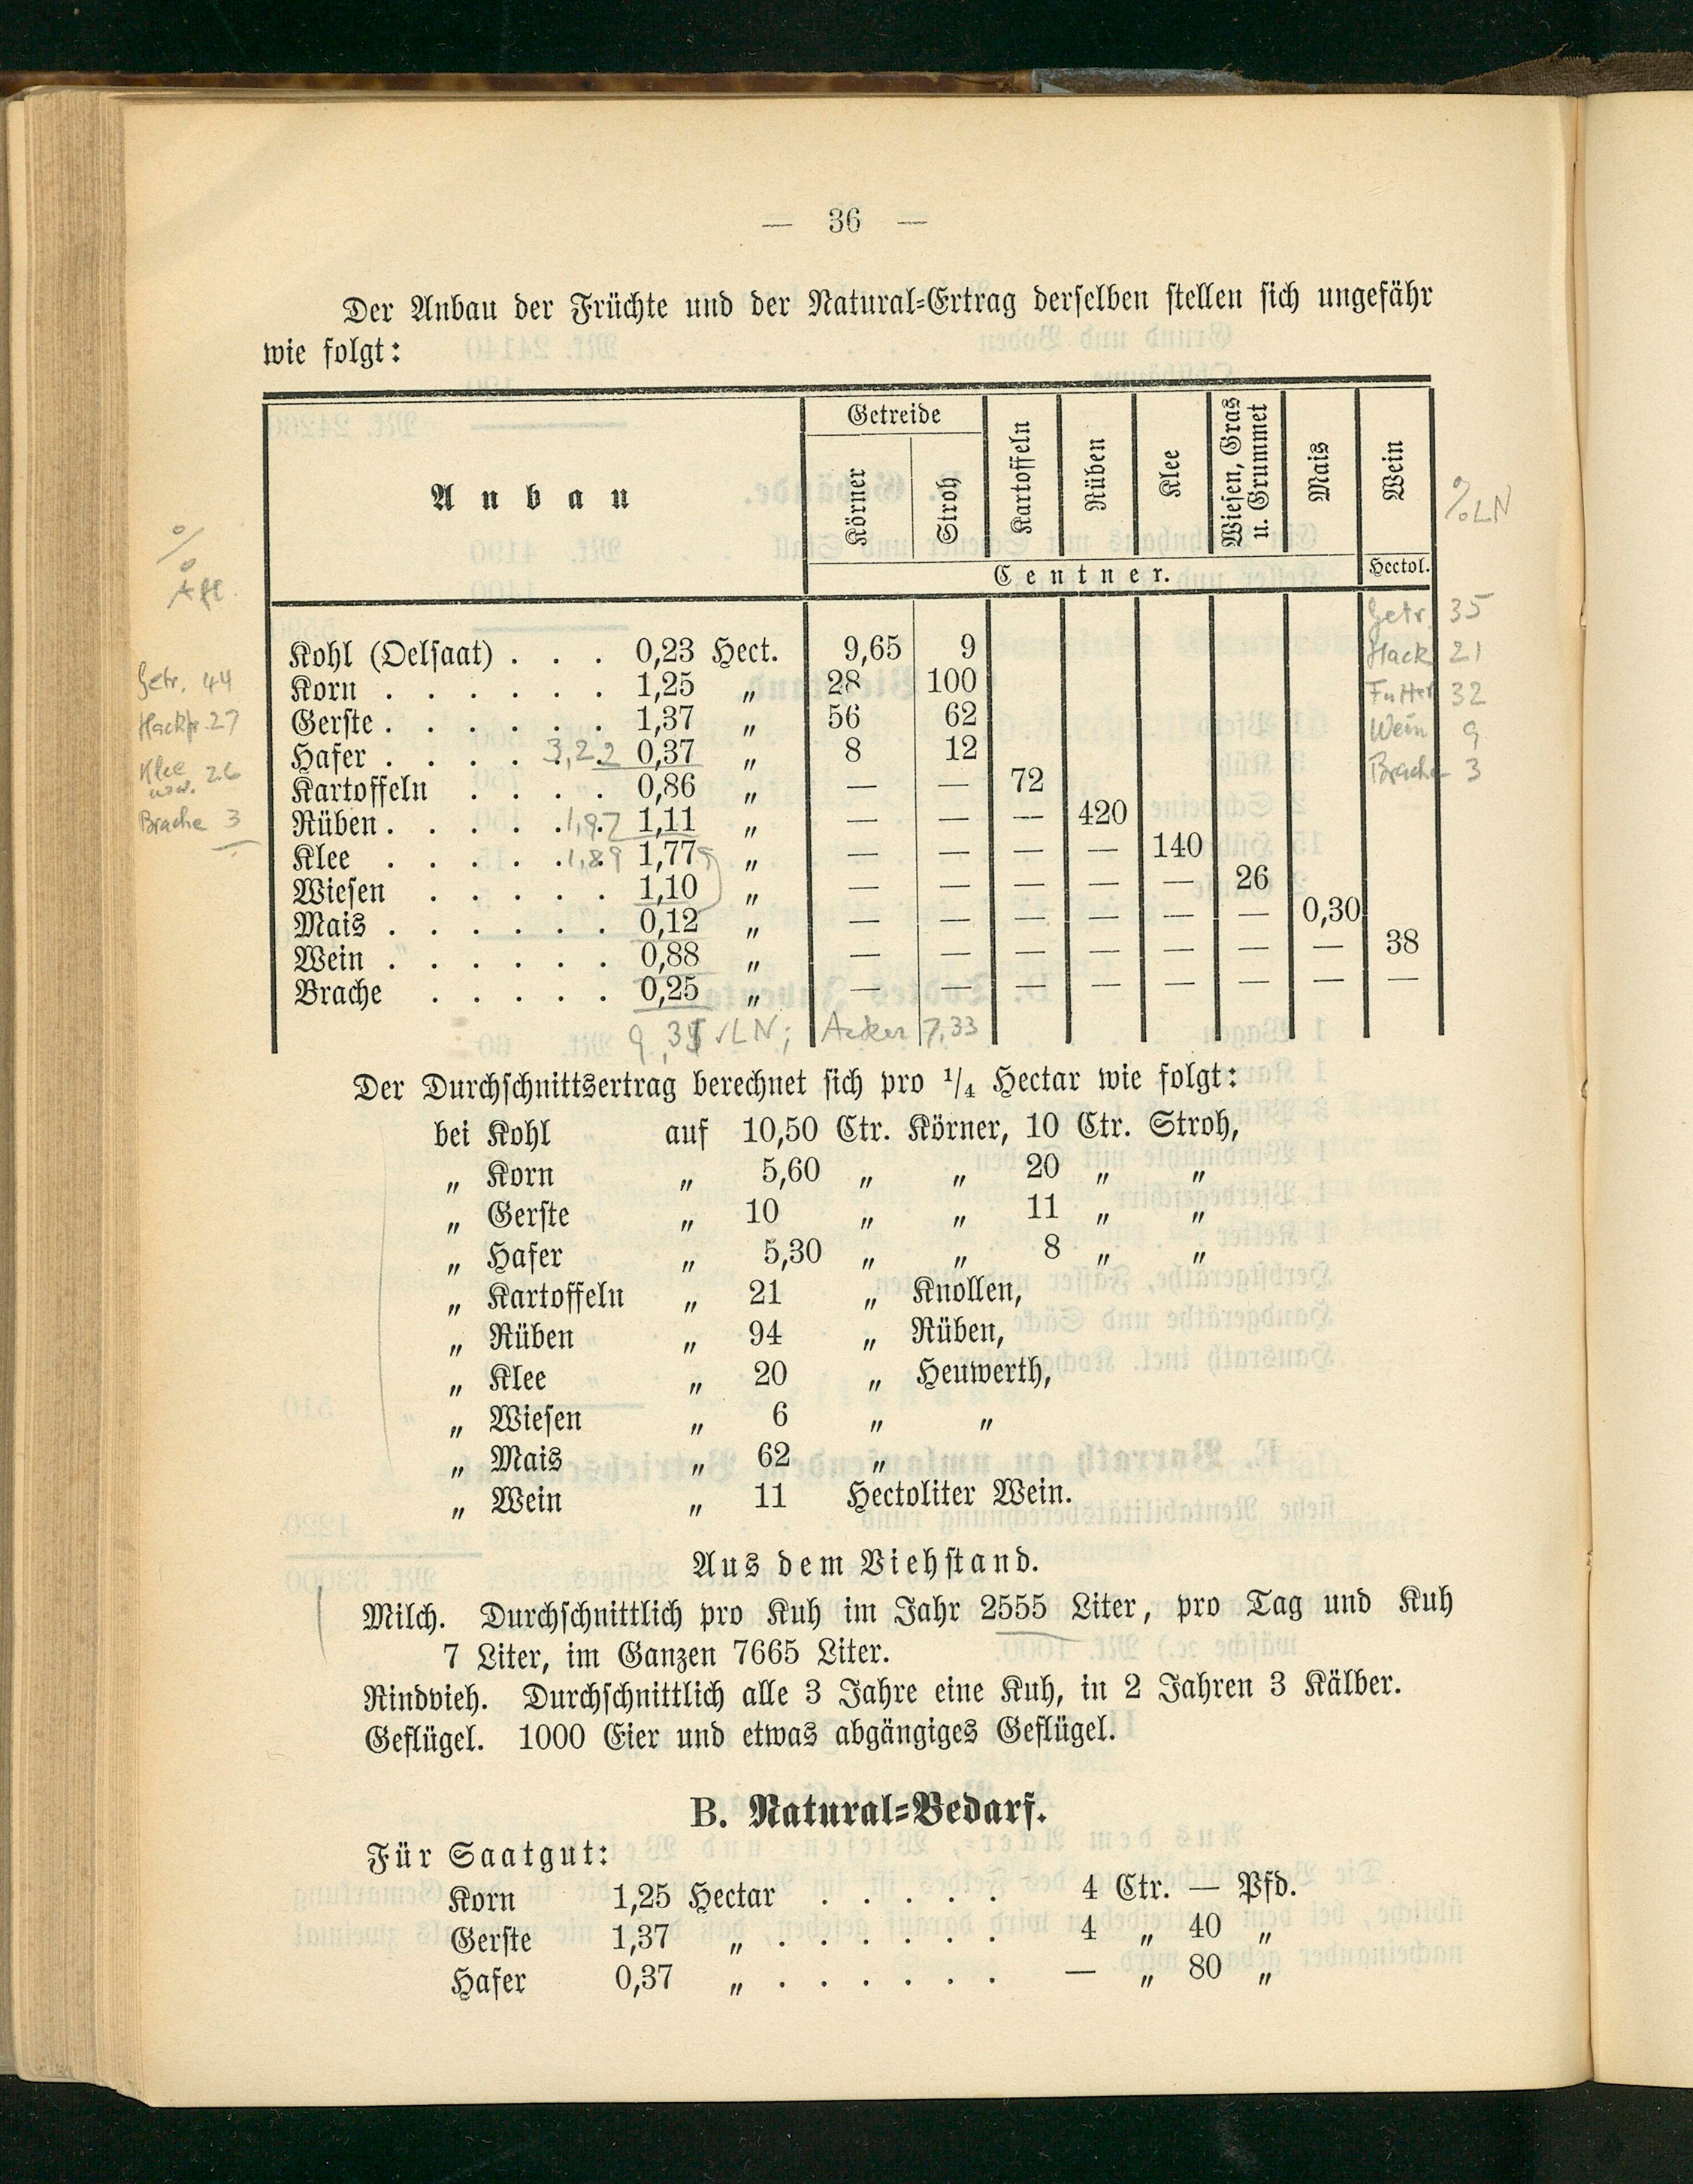 — 36 —
Der Anbau der Früchte und der Natural=Ertrag derselben stellen sich ungefähr
wie folgt:
Anbau
Getreide
Körner
Stroh
Kartoffeln
Rüben
Klee
Wiesen, Gras
u. Grummet
Mais
Wein
Centner.
Hectol.
% LN
%
Getr. 35
Hack 21
Futter 32
Wein 9
Brache 3
Getr. 44
Hackfr. 27
Klee
usw. 26
Brache 3
Kohl (Oelsaat) . . . 0,23 Hect. 9,65 9
Korn . . . . . . 1,25 „ 28 100
Gerste . . . . . . 1,37 „ 56 62
Hafer . . . . . 3,22 0,37 „ 8 12
Kartoffeln . . . . 0,86 „ — — 72
Rüben . . . . . 1,97 1,11 „ — — — 420
Klee . . . . . 1,89 1,77 „ — — — — 140
Wiesen . . . . . 1,10 „ — — — — — 26
Mais . . . . . . 0,12 „ — — — — — — 0,30
Wein . . . . . . 0,88 „ — — — — — — — 38
Brache . . . . . 0,25 „ — — — — — — — —
LN; Acker 7,33
Der Durchschnittsertrag berechnet sich pro 1/4 Hectar wie folgt:
bei Kohl auf 10,50 Ctr. Körner, 10 Ctr. Stroh,
„ Korn „ 5,60 „ „ 20 „ „
„ Gerste „ 10 „ „ 11 „ „
„ Hafer „ 5,30 „ „ 8 „ „
„ Kartoffeln „ 21 „ Knollen,
„ Rüben „ 94 „ Rüben,
„ Klee „ 20 „ Heuwerth,
„ Wiesen „ 6 „ „
„ Mais „ 62 „
„ Wein „ 11 Hectoliter Wein.
Aus dem Viehstand.
Milch. Durchschnittlich pro Kuh im Jahr 2555 Liter, pro Tag und Kuh
7 Liter, im Ganzen 7665 Liter.
Rindvieh. Durchschnittlich alle 3 Jahre eine Kuh, in 2 Jahren 3 Kälber.
Geflügel. 1000 Eier und etwas abgängiges Geflügel.
B. Natural=Bedarf.
Für Saatgut:
Korn 1,25 Hectar . . . . . 4 Ctr. — Pfd.
Gerste 1,37 „ . . . . . . 4 „ 40 „
Hafer 0,37 „ . . . . . . — „ 80 „